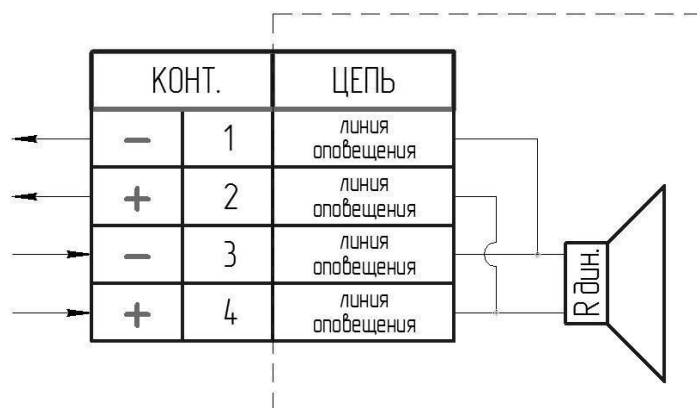 КОНТ. ЦЕПЬ
− 1 линия
оповещения
+ 2 линия
оповещения
− 3 линия
оповещения
+ 4 линия
оповещения
R дин.